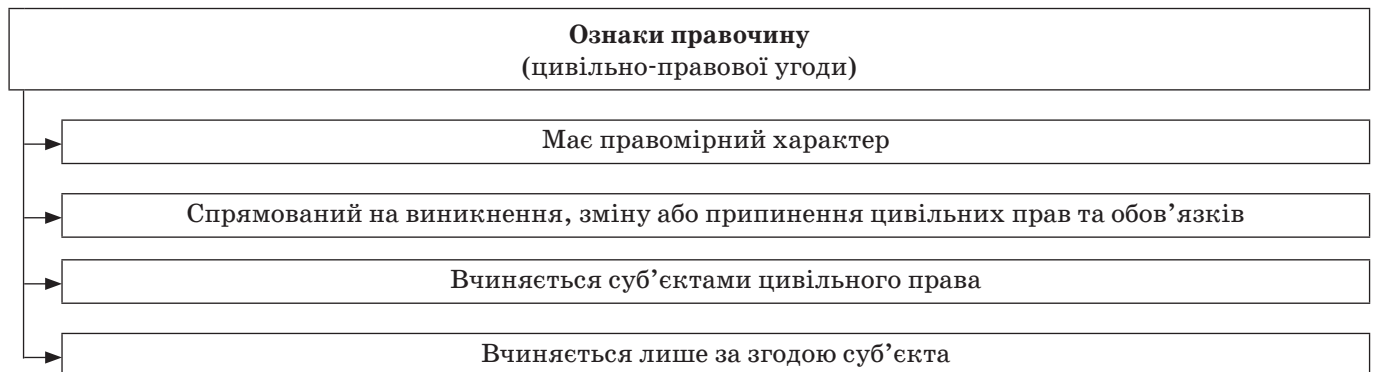 Ознаки правочину
(цивільно-правової угоди)
Має правомірний характер
Спрямований на виникнення, зміну або припинення цивільних прав та обов’язків
Вчиняється суб’єктами цивільного права
Вчиняється лише за згодою суб’єкта